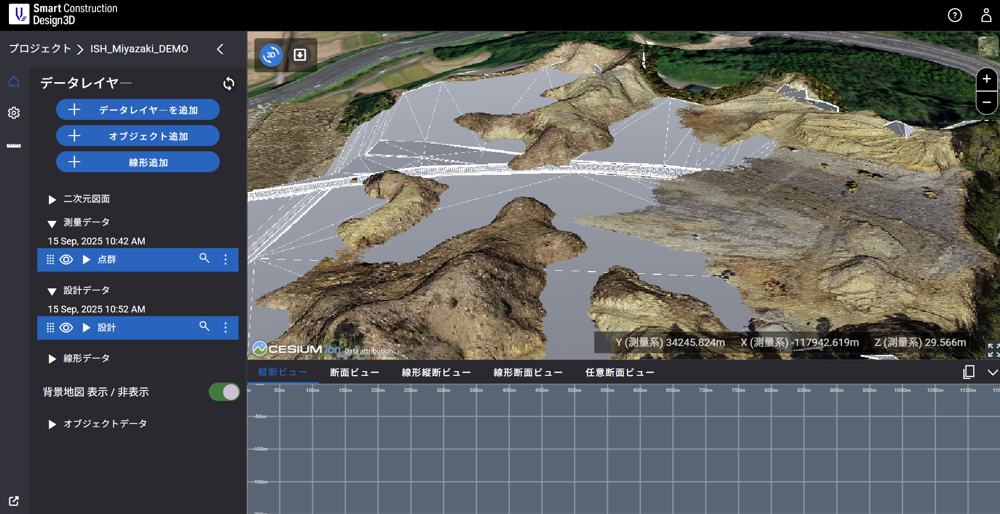 Smart Construction
Design3D
プロジェクト > ISH_Miyazaki_DEMO
データレイヤー
データレイヤーを追加
オブジェクト追加
線形追加
二次元図面
測量データ
15 Sep, 2025 10:42 AM
点群
設計データ
15 Sep, 2025 10:52 AM
設計
線形データ
背景地図 表示 / 非表示
オブジェクトデータ
3D
CESIUM ion Data attribution
Y (測量系) 34245.824m X (測量系) -117942.619m Z (測量系) 29.566m
縦断ビュー 断面ビュー 線形縦断ビュー 線形断面ビュー 任意断面ビュー
0m
50m 100m 150m 200m 250m 300m 350m 400m 450m 500m 550m 600m 650m 700m 750m 800m 850m 900m 950m 1000m 1050m 1100m
-50m
-100m
-150m
-200m